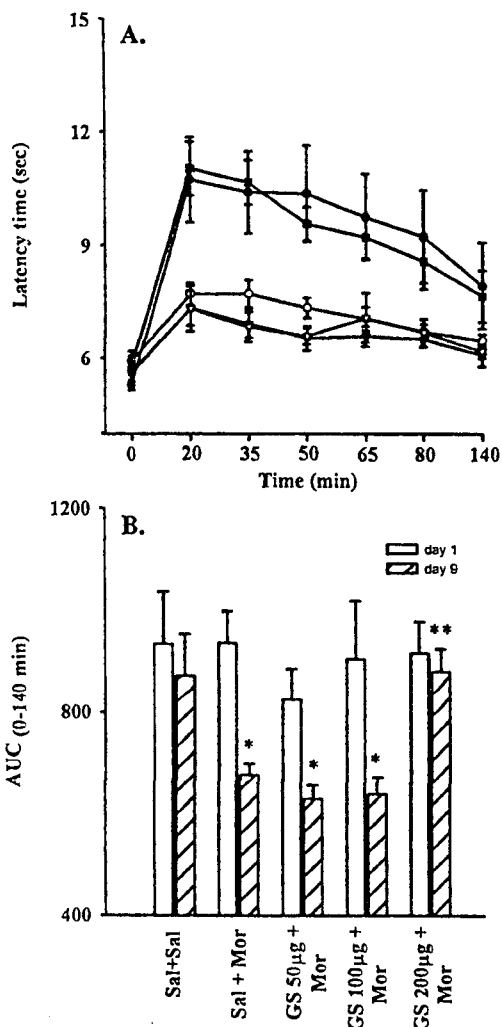 A.
Latency time (sec)
15
12
9
6
0 20 35 50 65 80 140
Time (min)
B.
AUC (0-140 min)
1200
800
400
day 1
day 9
*
*
*
**
Sal+Sal
Sal + Mor
GS 50µg +
Mor
GS 100µg +
Mor
GS 200µg +
Mor